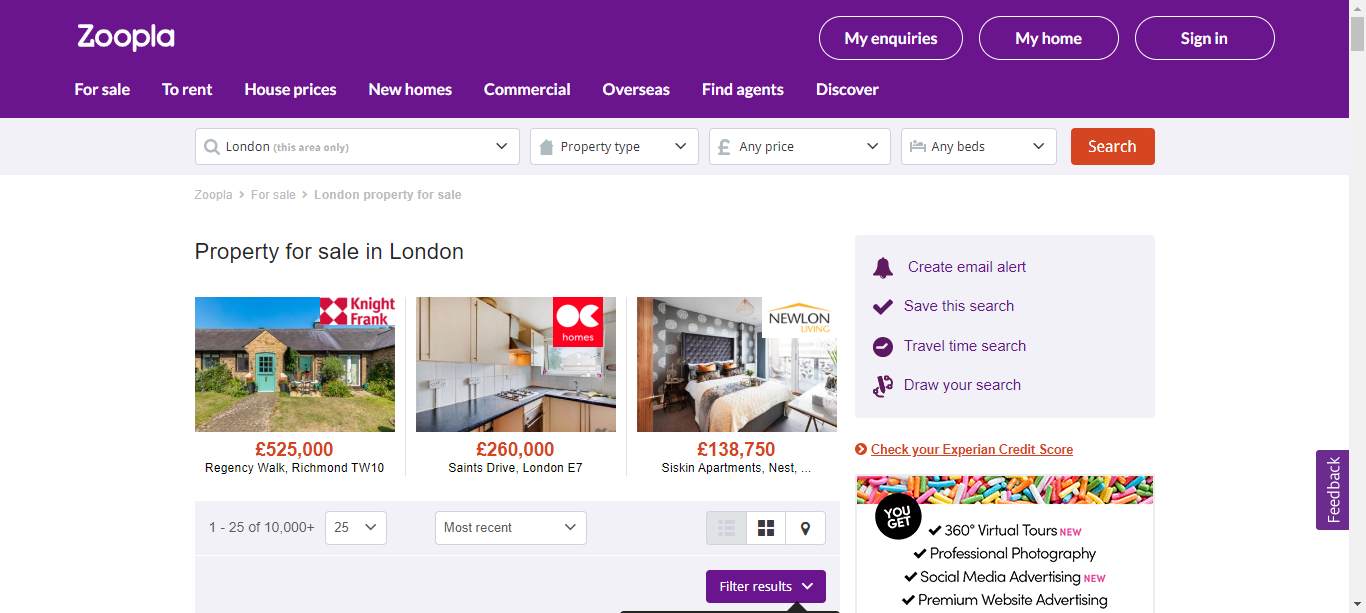 Zoopla
My enquiries
My home
Sign in
For sale
To rent
House prices
New homes
Commercial
Overseas
Find agents
Discover
London (this area only)
Property type
£ Any price
Any beds
Search
Zoopla > For sale > London property for sale
Property for sale in London
Knight
Frank
£525,000
Regency Walk, Richmond TW10
OC
homes
£260,000
Saints Drive, London E7
NEWLON
LIVING
£138,750
Siskin Apartments, Nest, ...
1 - 25 of 10,000+
25
Most recent
Filter results
Create email alert
Save this search
Travel time search
Draw your search
Check your Experian Credit Score
YOU
GET
360° Virtual Tours NEW
Professional Photography
Social Media Advertising NEW
Premium Website Advertising
Feedback